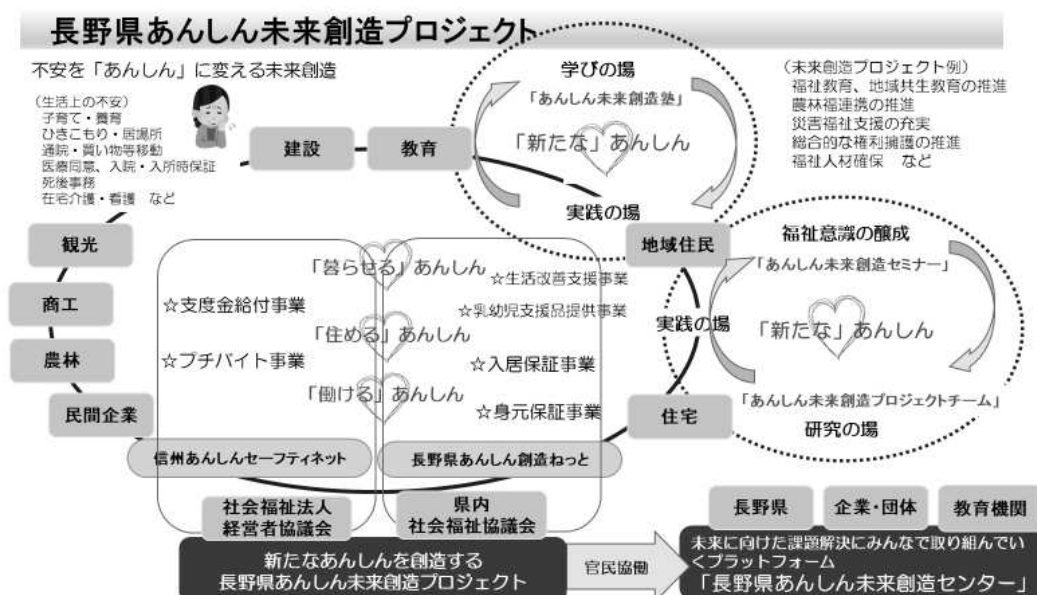 長野県あんしん未来創造プロジェクト
不安を「あんしん」に変える未来創造
（生活上の不安）
子育て・養育
ひきこもり・居場所
通院・買い物等移動
医療同意、入院・入所時保証
死後事務
在宅介護・看護　など
建設
教育
学びの場
「あんしん未来創造塾」
「新たな」あんしん
実践の場
（未来創造プロジェクト例）
福祉教育、地域共生教育の推進
農林福連携の推進
災害福祉支援の充実
総合的な権利擁護の推進
福祉人材確保　など
観光
商工
農林
民間企業
地域住民
住宅
「暮らせる」あんしん
☆生活改善支援事業
☆支度金給付事業
☆乳幼児支援品提供事業
「住める」あんしん
☆プチバイト事業
☆入居保証事業
「働ける」あんしん
☆身元保証事業
信州あんしんセーフティネット
長野県あんしん創造ねっと
福祉意識の醸成
「あんしん未来創造セミナー」
実践の場
「新たな」あんしん
「あんしん未来創造プロジェクトチーム」
研究の場
社会福祉法人
経営者協議会
県内
社会福祉協議会
新たなあんしんを創造する
長野県あんしん未来創造プロジェクト
官民協働
長野県
企業・団体
教育機関
未来に向けた課題解決にみんなで取り組んでい
くプラットフォーム
「長野県あんしん未来創造センター」